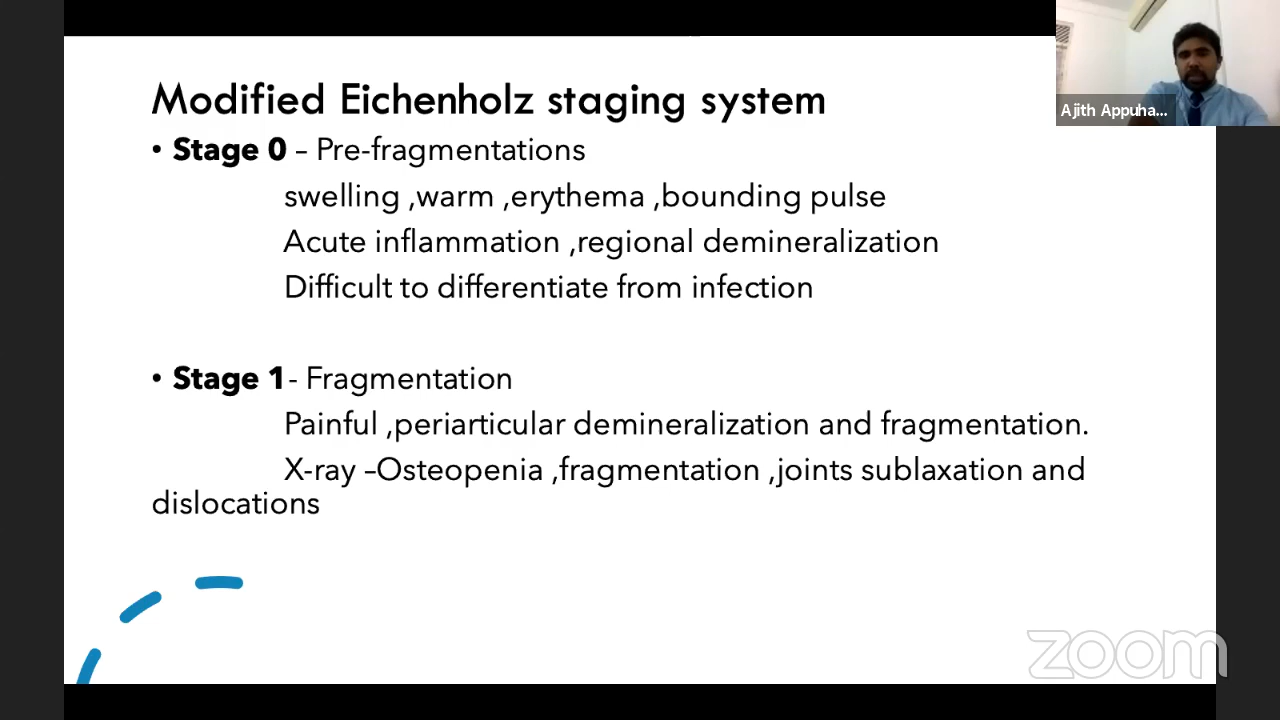 Modified Eichenholz staging system
• Stage 0 – Pre-fragmentations
swelling ,warm ,erythema ,bounding pulse
Acute inflammation ,regional demineralization
Difficult to differentiate from infection
• Stage 1- Fragmentation
Painful ,periarticular demineralization and fragmentation.
X-ray –Osteopenia ,fragmentation ,joints sublaxation and
dislocations
Ajith Appuha...
zoom